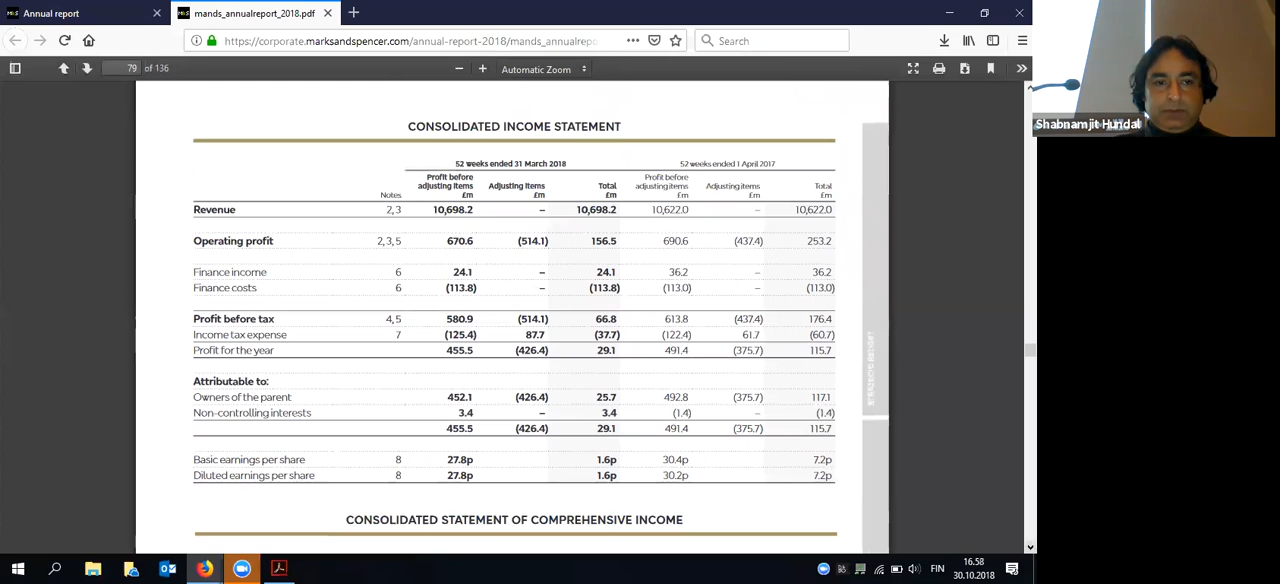 M&S Annual report
M&S mands_annualreport_2018.pdf
https://corporate.marksandspencer.com/annual-report-2018/mands_annualrepo
Search
79 of 136
Automatic Zoom
CONSOLIDATED INCOME STATEMENT
52 weeks ended 31 March 2018 52 weeks ended 1 April 2017
Notes Profit before adjusting items £m Adjusting items £m Total £m Profit before adjusting items £m Adjusting items £m Total £m
Revenue 2, 3 10,698.2 – 10,698.2 10,622.0 – 10,622.0
Operating profit 2, 3, 5 670.6 (514.1) 156.5 690.6 (437.4) 253.2
Finance income 6 24.1 – 24.1 36.2 – 36.2
Finance costs 6 (113.8) – (113.8) (113.0) – (113.0)
Profit before tax 4, 5 580.9 (514.1) 66.8 613.8 (437.4) 176.4
Income tax expense 7 (125.4) 87.7 (37.7) (122.4) 61.7 (60.7)
Profit for the year 455.5 (426.4) 29.1 491.4 (375.7) 115.7
Attributable to:
Owners of the parent 452.1 (426.4) 25.7 492.8 (375.7) 117.1
Non-controlling interests 3.4 – 3.4 (1.4) – (1.4)
455.5 (426.4) 29.1 491.4 (375.7) 115.7
Basic earnings per share 8 27.8p 1.6p 30.4p 7.2p
Diluted earnings per share 8 27.8p 1.6p 30.2p 7.2p
CONSOLIDATED STATEMENT OF COMPREHENSIVE INCOME
Shabnamjit Hundal
FIN
16.58
30.10.2018